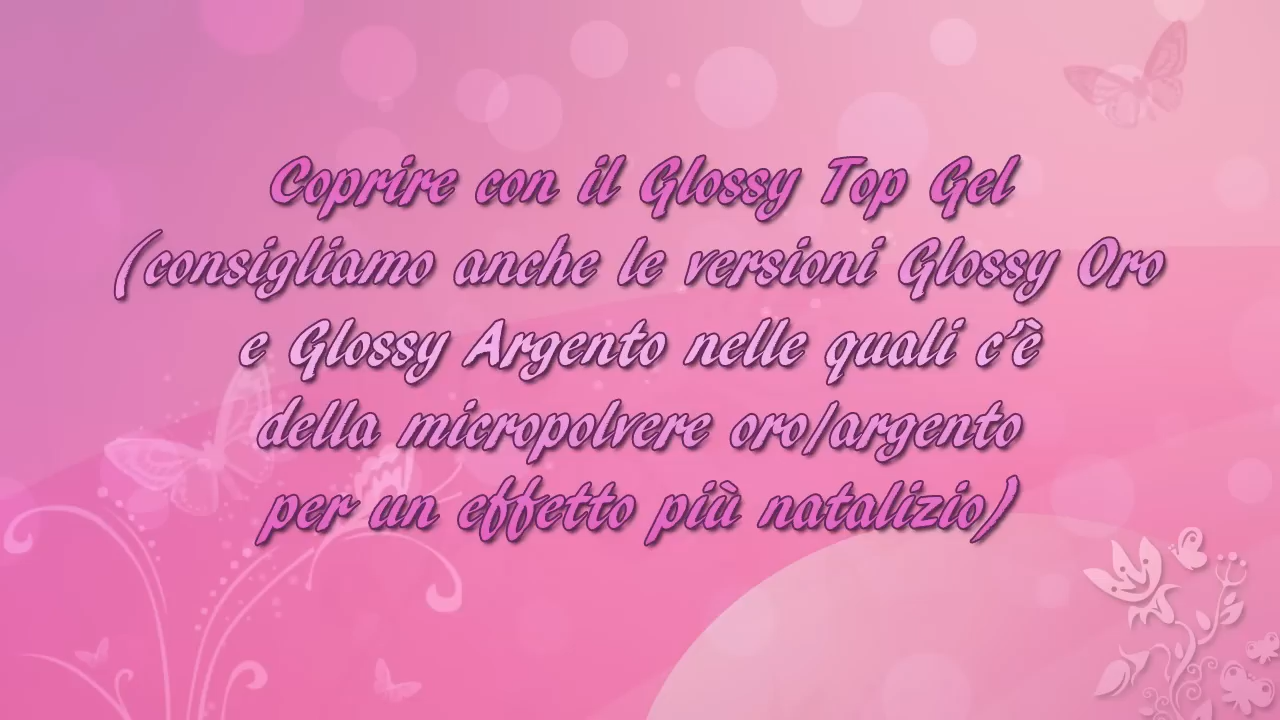 Coprire con il Glossy Top Gel
(consigliamo anche le versioni Glossy Oro
e Glossy Argento nelle quali c'è
della micropolvere oro/argento
per un effetto più natalizio)